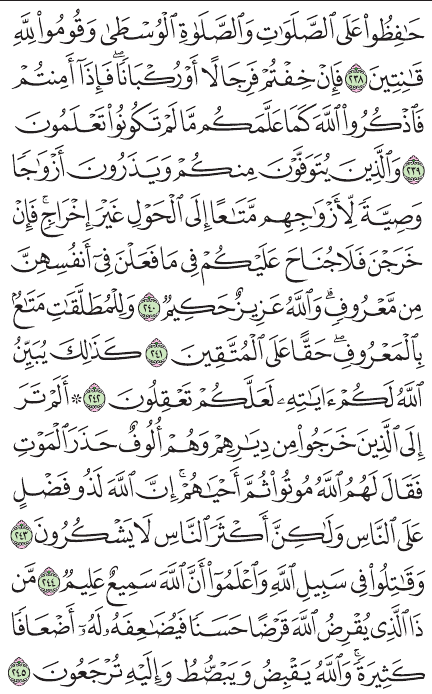 حَـٰفِظُوا۟ عَلَى ٱلصَّلَوَٰتِ وَٱلصَّلَوٰةِ ٱلْوُسْطَىٰ وَقُومُوا۟ لِلَّهِ
قَـٰنِتِينَ ٢٣٨ فَإِنْ خِفْتُمْ فَرِجَالًا أَوْ رُكْبَانًا ۖ فَإِذَآ أَمِنتُمْ
فَٱذْكُرُوا۟ ٱللَّهَ كَمَا عَلَّمَكُم مَّا لَمْ تَكُونُوا۟ تَعْلَمُونَ
٢٣٩ وَٱلَّذِينَ يُتَوَفَّوْنَ مِنكُمْ وَيَذَرُونَ أَزْوَٰجًا
وَصِيَّةً لِّأَزْوَٰجِهِم مَّتَـٰعًا إِلَى ٱلْحَوْلِ غَيْرَ إِخْرَاجٍ ۚ فَإِنْ
خَرَجْنَ فَلَا جُنَاحَ عَلَيْكُمْ فِى مَا فَعَلْنَ فِىٓ أَنفُسِهِنَّ
مِن مَّعْرُوفٍ ۗ وَٱللَّهُ عَزِيزٌ حَكِيمٌ ٢٤٠ وَلِلْمُطَلَّقَـٰتِ مَتَـٰعٌۢ
بِٱلْمَعْرُوفِ ۖ حَقًّا عَلَى ٱلْمُتَّقِينَ ٢٤١ كَذَٰلِكَ يُبَيِّنُ
ٱللَّهُ لَكُمْ ءَايَـٰتِهِۦ لَعَلَّكُمْ تَعْقِلُونَ ٢٤٢ ۞ أَلَمْ تَرَ
إِلَى ٱلَّذِينَ خَرَجُوا۟ مِن دِيَـٰرِهِمْ وَهُمْ أُلُوفٌ حَذَرَ ٱلْمَوْتِ
فَقَالَ لَهُمُ ٱللَّهُ مُوتُوا۟ ثُمَّ أَحْيَـٰهُمْ ۚ إِنَّ ٱللَّهَ لَذُو فَضْلٍ
عَلَى ٱلنَّاسِ وَلَـٰكِنَّ أَكْثَرَ ٱلنَّاسِ لَا يَشْكُرُونَ ٢٤٣
وَقَـٰتِلُوا۟ فِى سَبِيلِ ٱللَّهِ وَٱعْلَمُوٓا۟ أَنَّ ٱللَّهَ سَمِيعٌ عَلِيمٌ ٢٤٤ مَّن
ذَا ٱلَّذِى يُقْرِضُ ٱللَّهَ قَرْضًا حَسَنًا فَيُضَـٰعِفَهُۥ لَهُۥٓ أَضْعَافًا
كَثِيرَةً ۚ وَٱللَّهُ يَقْبِضُ وَيَبْصُۜطُ وَإِلَيْهِ تُرْجَعُونَ ٢٤٥